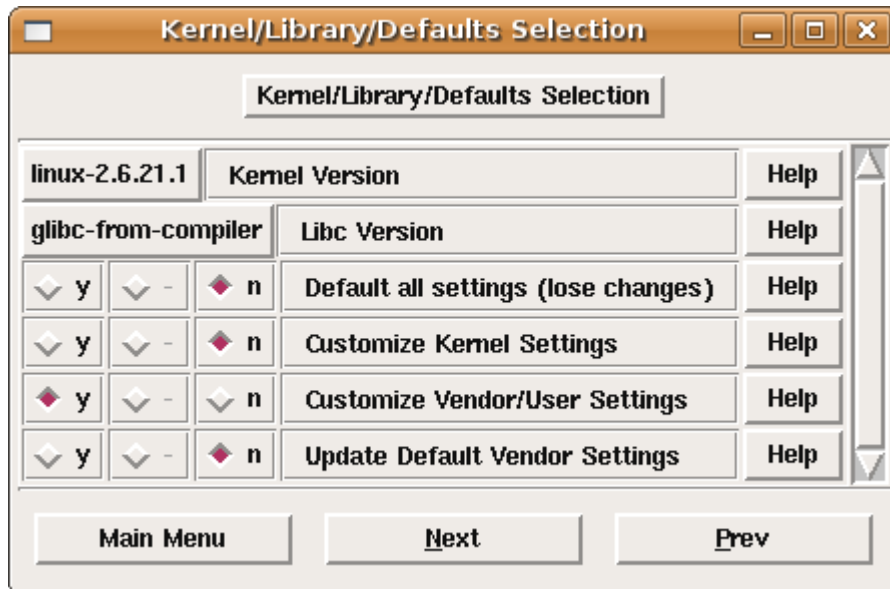 Kernel/Library/Defaults Selection
Kernel/Library/Defaults Selection
linux-2.6.21.1 Kernel Version Help
glibc-from-compiler Libc Version Help
y - n Default all settings (lose changes) Help
y - n Customize Kernel Settings Help
y - n Customize Vendor/User Settings Help
y - n Update Default Vendor Settings Help
Main Menu Next Prev